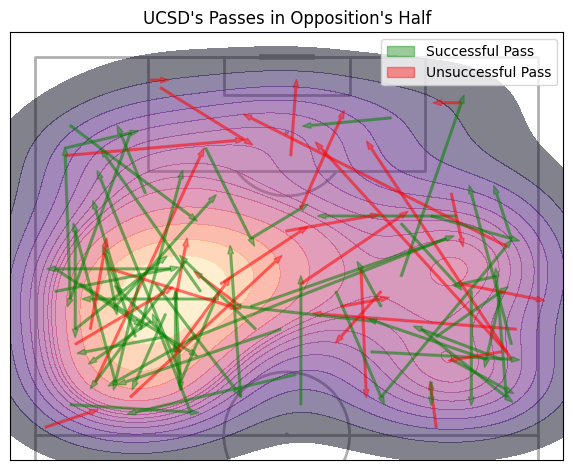 UCSD's Passes in Opposition's Half
Successful Pass
Unsuccessful Pass